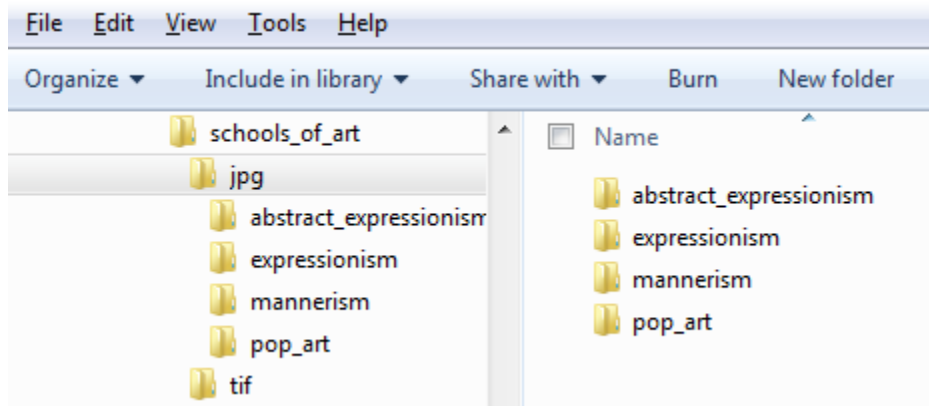 File Edit View Tools Help
Organize Include in library Share with Burn New folder
schools_of_art
jpg
abstract_expressionism
expressionism
mannerism
pop_art
tif
Name
abstract_expressionism
expressionism
mannerism
pop_art